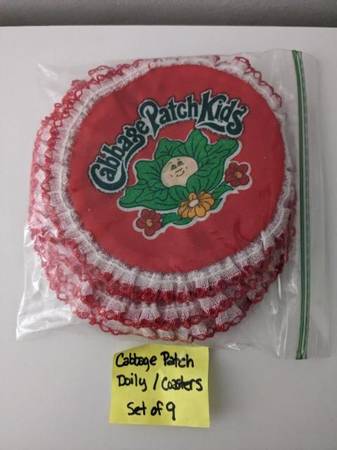 Cabbage Patch Kids
Cabbage Patch
Doily / Coasters
Set of 9